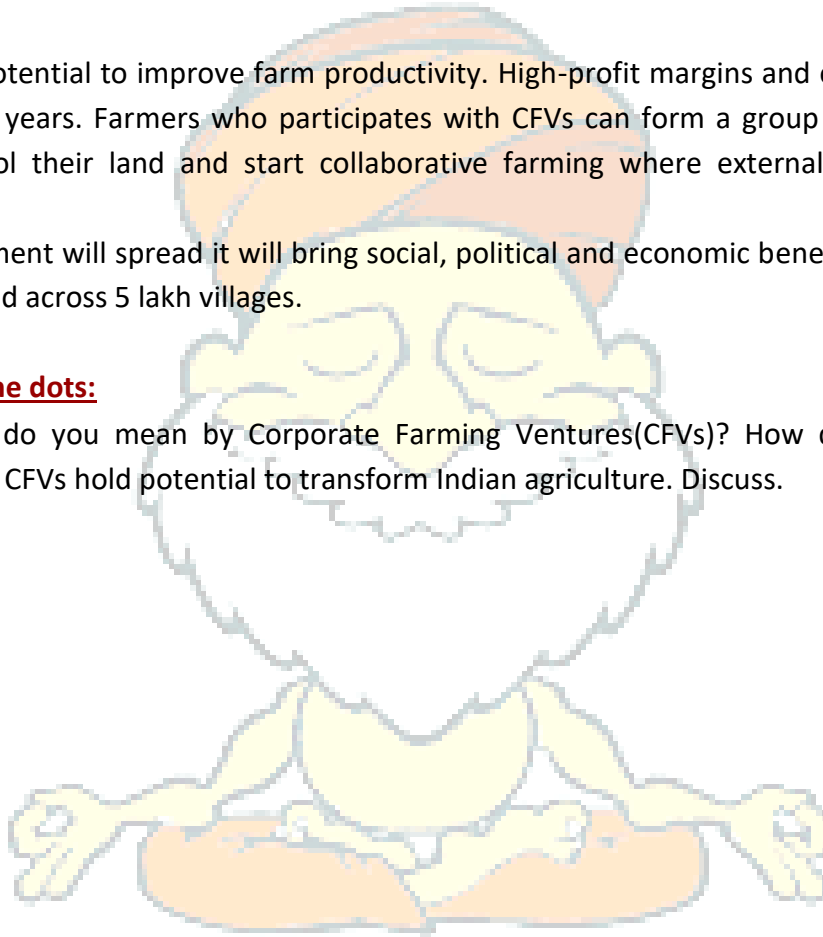 otential to improve farm productivity. High-profit margins and
years. Farmers who participates with CFVs can form a group
ol their land and start collaborative farming where external
ment will spread it will bring social, political and economic bene
d across 5 lakh villages.
ne dots:
do you mean by Corporate Farming Ventures(CFVs)? How
CFVs hold potential to transform Indian agriculture. Discuss.